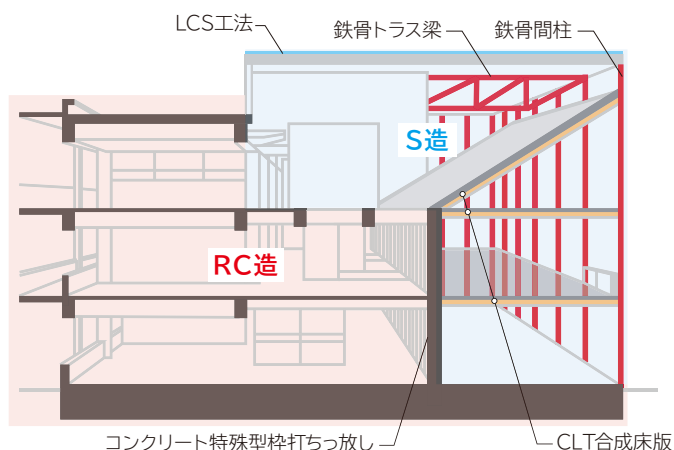 LCS工法
鉄骨トラス梁
鉄骨間柱
S造
RC造
コンクリート特殊型枠打ちっ放し
CLT合成床版